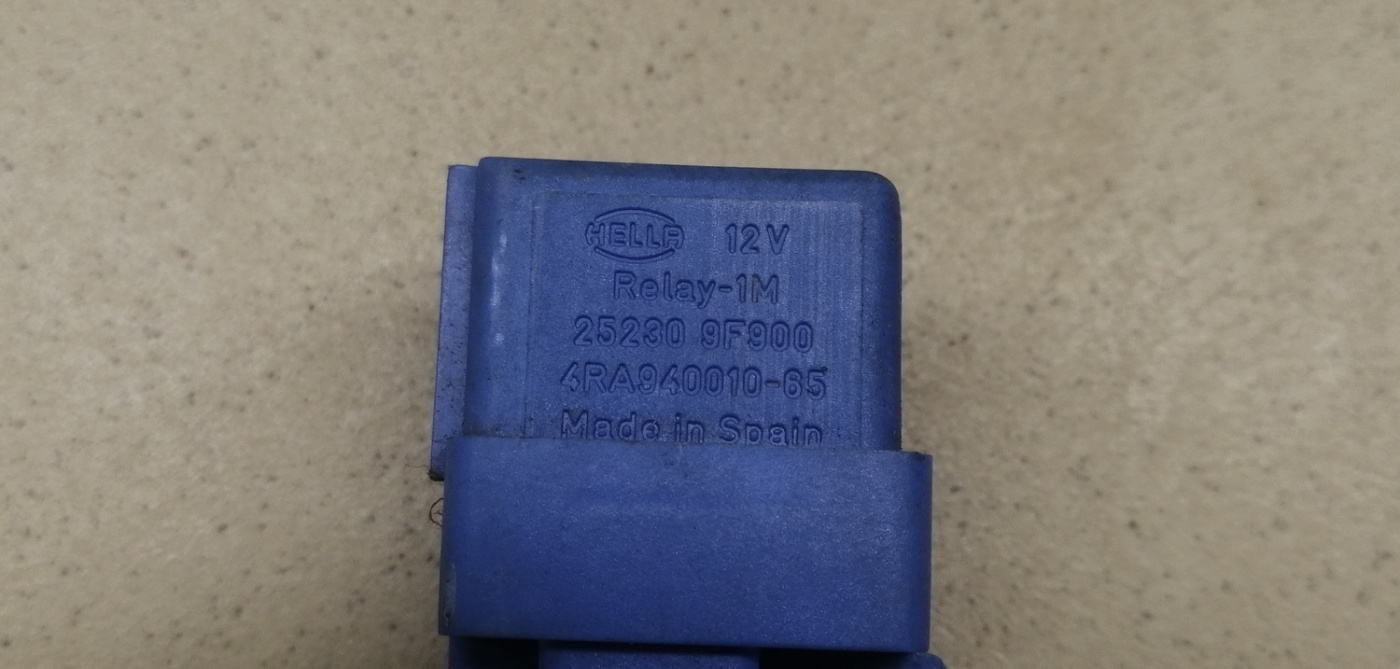 HELLA 12V
Relay-1M
25230 9F900
4RA940010-65
Made in Spain